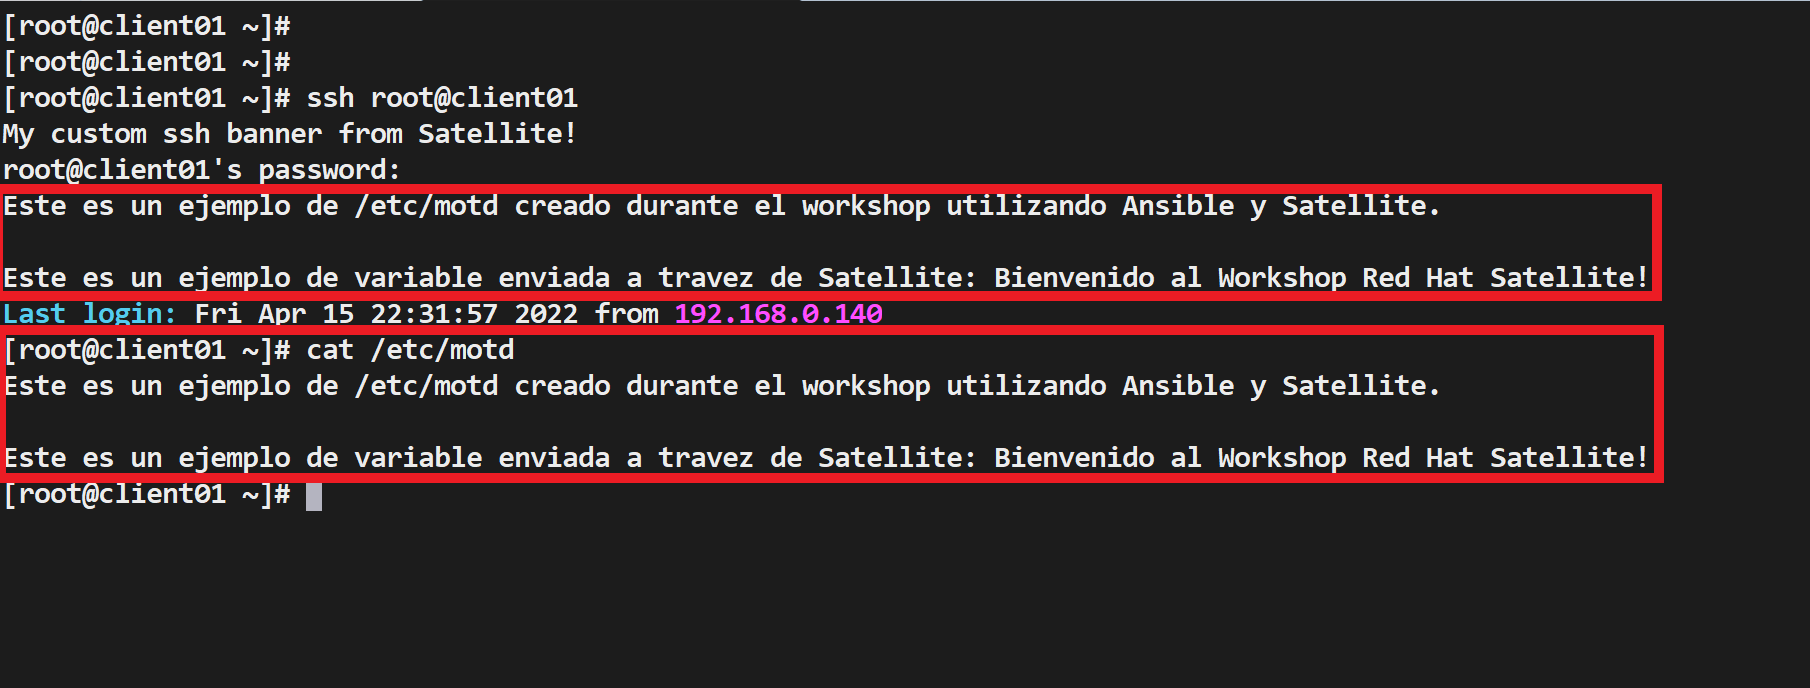 [root@client01 ~]#
[root@client01 ~]#
[root@client01 ~]# ssh root@client01
My custom ssh banner from Satellite!
root@client01's password:
Este es un ejemplo de /etc/motd creado durante el workshop utilizando Ansible y Satellite.
Este es un ejemplo de variable enviada a travez de Satellite: Bienvenido al Workshop Red Hat Satellite!
Last login: Fri Apr 15 22:31:57 2022 from 192.168.0.140
[root@client01 ~]# cat /etc/motd
Este es un ejemplo de /etc/motd creado durante el workshop utilizando Ansible y Satellite.
Este es un ejemplo de variable enviada a travez de Satellite: Bienvenido al Workshop Red Hat Satellite!
[root@client01 ~]#